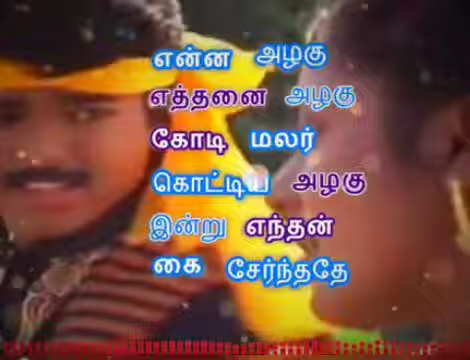 என்ன அழகு
எத்தனை அழகு
கோடி மலர்
கொட்டிய அழகு
இன்று எந்தன்
கை சேர்ந்ததே